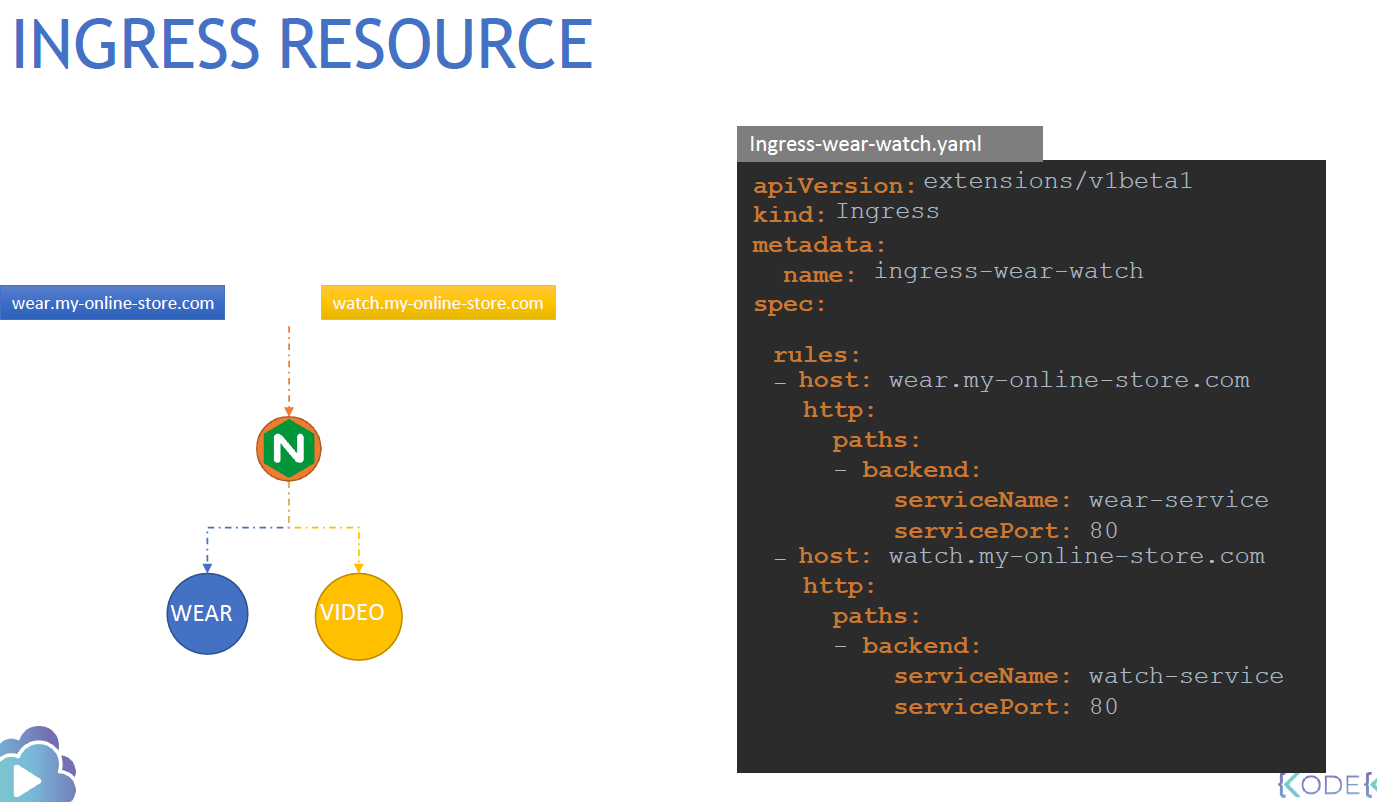 INGRESS RESOURCE
wear.my-online-store.com
watch.my-online-store.com
N
WEAR
VIDEO
Ingress-wear-watch.yaml
apiVersion: extensions/v1beta1
kind: Ingress
metadata:
name: ingress-wear-watch
spec:
rules:
- host: wear.my-online-store.com
http:
paths:
- backend:
serviceName: wear-service
servicePort: 80
- host: watch.my-online-store.com
http:
paths:
- backend:
serviceName: watch-service
servicePort: 80
{KODE{K